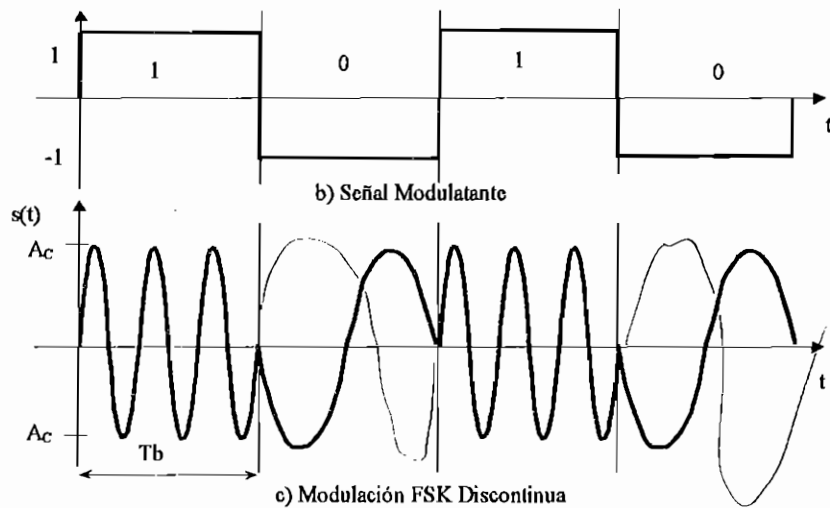 1
1
0
1
0
t
-1
b) Señal Modulatante
s(t)
Ac
t
Ac
Tb
c) Modulación FSK Discontinua